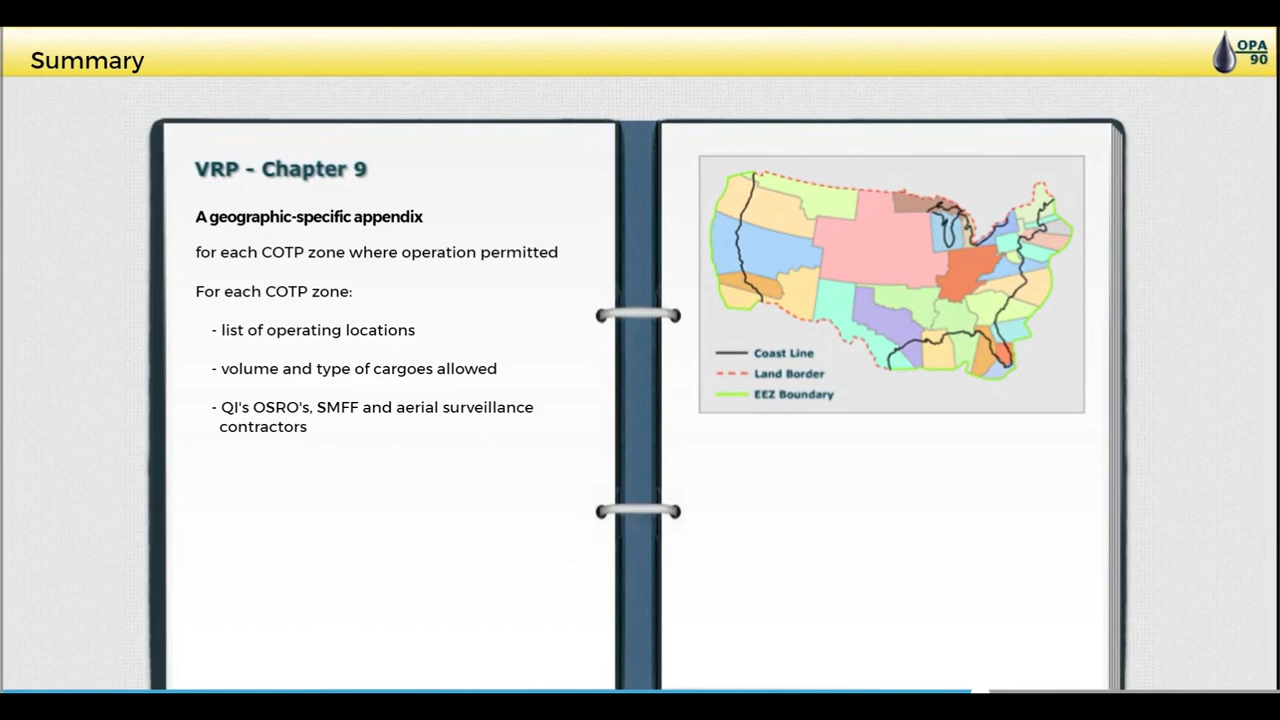 Summary
OPA
90
VRP - Chapter 9
A geographic-specific appendix
for each COTP zone where operation permitted
For each COTP zone:
- list of operating locations
- volume and type of cargoes allowed
- QI's OSRO's, SMFF and aerial surveillance
contractors
Coast Line
Land Border
EEZ Boundary